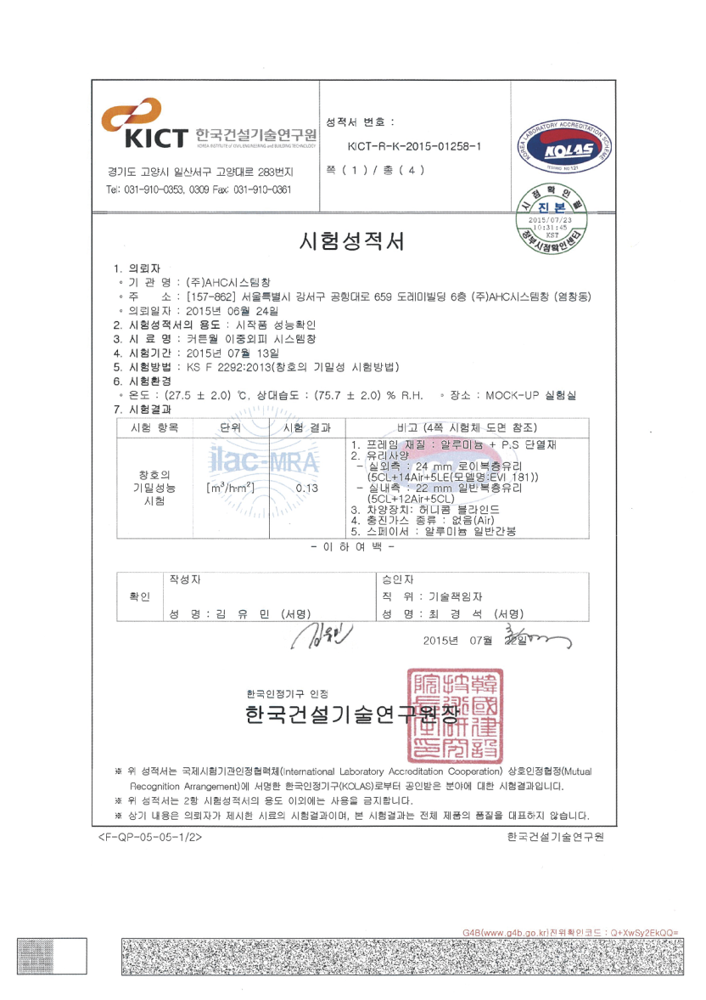 KICT 한국건설기술연구원
KOREA INSTITUTE of CIVIL ENGINEERING and BUILDING TECHNOLOGY
경기도 고양시 일산서구 고양대로 283번지
Tel: 031-910-0353, 0309 Fax: 031-910-0361
성적서 번호 :
KICT-R-K-2015-01258-1
쪽 ( 1 ) / 총 ( 4 )
KOREA LABORATORY ACCREDITATION SCHEME
KOLAS
TESTING NO 121
시 점 확 인 필
진 본
2015/07/23
10:31:45
KST
정부시점확인센터
시험성적서
1. 의뢰자
◦ 기 관 명 : (주)AHC시스템창
◦ 주 소 : [157-862] 서울특별시 강서구 공항대로 659 도레미빌딩 6층 (주)AHC시스템창 (염창동)
◦ 의뢰일자 : 2015년 06월 24일
2. 시험성적서의 용도 : 시작품 성능확인
3. 시 료 명 : 커튼월 이중외피 시스템창
4. 시험기간 : 2015년 07월 13일
5. 시험방법 : KS F 2292:2013(창호의 기밀성 시험방법)
6. 시험환경
◦ 온도 : (27.5 ± 2.0) ℃, 상대습도 : (75.7 ± 2.0) % R.H. ◦ 장소 : MOCK-UP 실험실
7. 시험결과
시험 항목 단위 시험 결과 비고 (4쪽 시험체 도면 참조)
창호의
기밀성능
시험
[m³/h·m²]
0.13
1. 프레임 재질 : 알루미늄 + P.S 단열재
2. 유리사양
- 실외측 : 24 mm 로이복층유리
(5CL+14Air+5LE(모델명:EVI 181))
- 실내측 : 22 mm 일반복층유리
(5CL+12Air+5CL)
3. 차양장치: 허니콤 블라인드
4. 충진가스 종류 : 없음(Air)
5. 스페이서 : 알루미늄 일반간봉
ilac-MRA
- 이 하 여 백 -
확인
작성자
성 명 : 김 유 민 (서명)
승인자
직 위 : 기술책임자
성 명 : 최 경 석 (서명)
2015년 07월 일
한국인정기구 인정
한국건설기술연구원장
韓國建設
技術研究
院長之印
※ 위 성적서는 국제시험기관인정협력체(International Laboratory Accreditation Cooperation) 상호인정협정(Mutual
Recognition Arrangement)에 서명한 한국인정기구(KOLAS)로부터 공인받은 분야에 대한 시험결과입니다.
※ 위 성적서는 2항 시험성적서의 용도 이외에는 사용을 금지합니다.
※ 상기 내용은 의뢰자가 제시한 시료의 시험결과이며, 본 시험결과는 전체 제품의 품질을 대표하지 않습니다.
<F-QP-05-05-1/2>
한국건설기술연구원
G4B(www.g4b.go.kr)진위확인코드 : Q+XwSy2EkQQ=